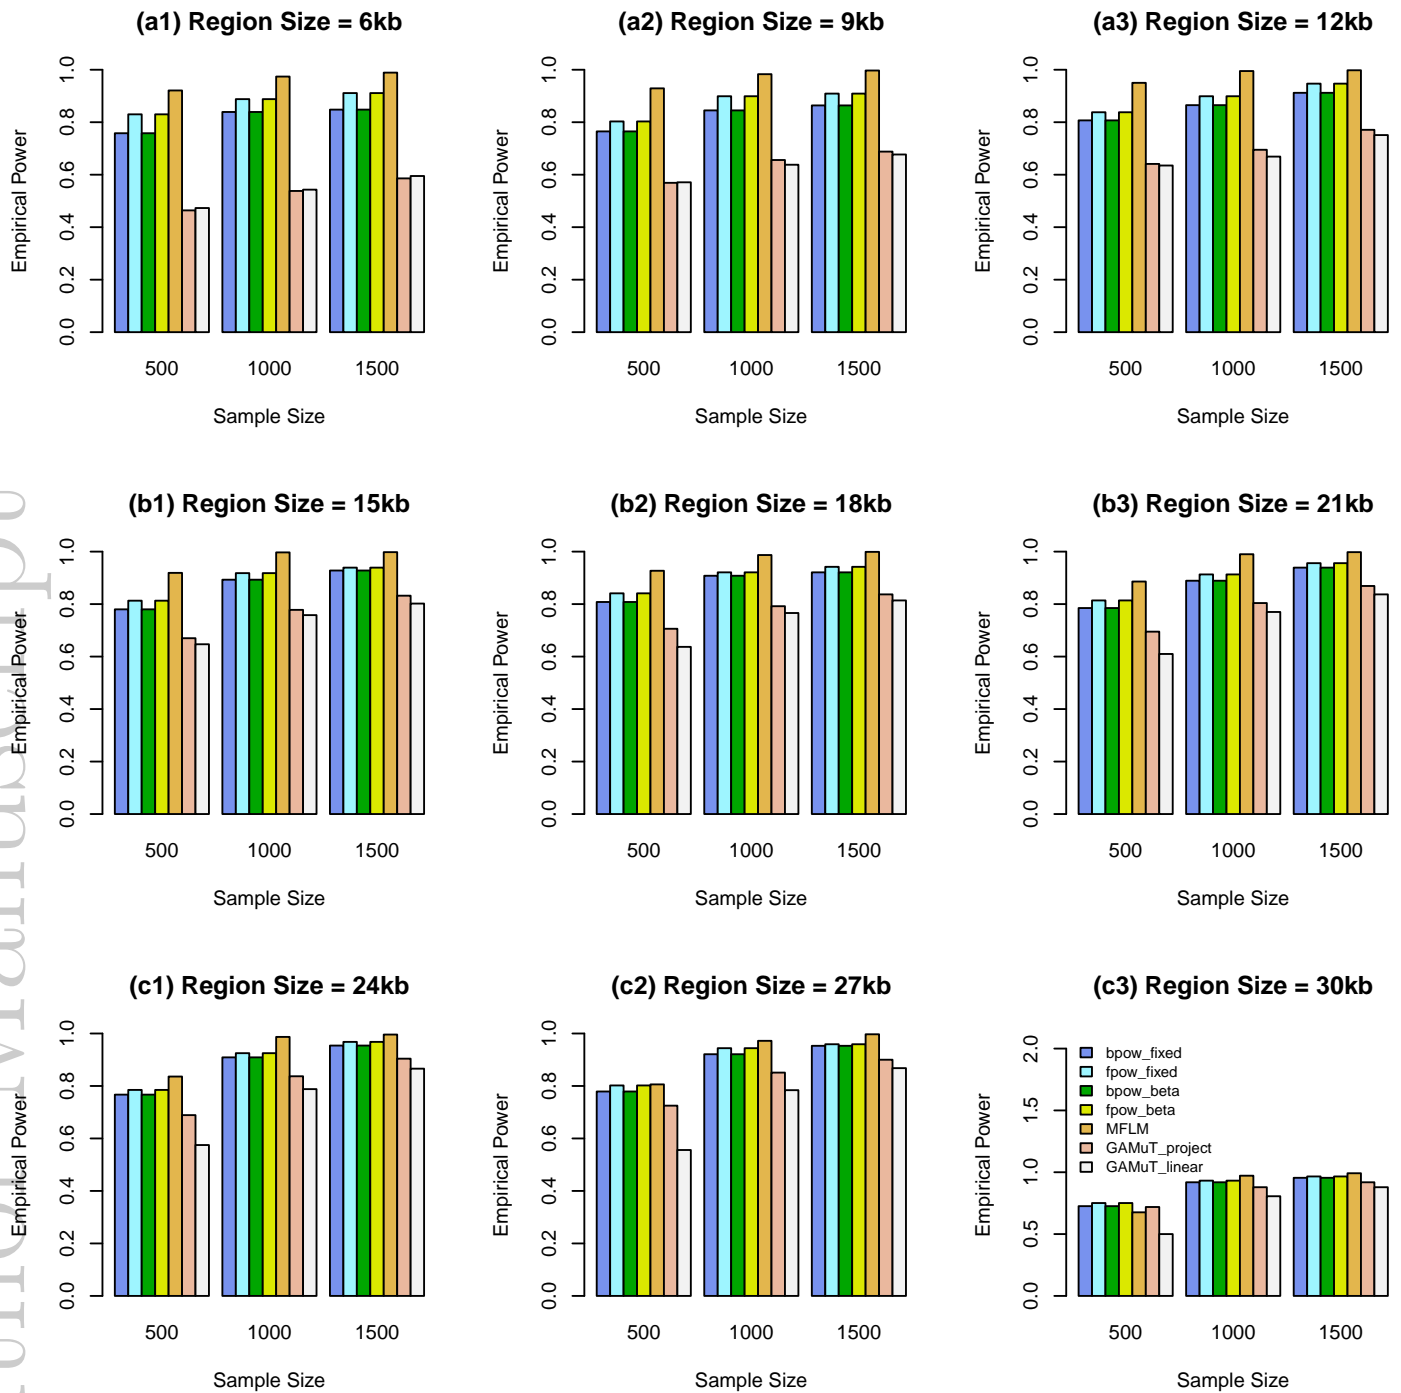 (a1) Region Size = 6kb
Empirical Power
0.0 0.2 0.4 0.6 0.8 1.0
500 1000 1500
Sample Size
(a2) Region Size = 9kb
Empirical Power
0.0 0.2 0.4 0.6 0.8 1.0
500 1000 1500
Sample Size
(a3) Region Size = 12kb
Empirical Power
0.0 0.2 0.4 0.6 0.8 1.0
500 1000 1500
Sample Size
(b1) Region Size = 15kb
Empirical Power
0.0 0.2 0.4 0.6 0.8 1.0
500 1000 1500
Sample Size
(b2) Region Size = 18kb
Empirical Power
0.0 0.2 0.4 0.6 0.8 1.0
500 1000 1500
Sample Size
(b3) Region Size = 21kb
Empirical Power
0.0 0.2 0.4 0.6 0.8 1.0
500 1000 1500
Sample Size
(c1) Region Size = 24kb
Empirical Power
0.0 0.2 0.4 0.6 0.8 1.0
500 1000 1500
Sample Size
(c2) Region Size = 27kb
Empirical Power
0.0 0.2 0.4 0.6 0.8 1.0
500 1000 1500
Sample Size
(c3) Region Size = 30kb
Empirical Power
0.0 0.5 1.0 1.5 2.0
bpow_fixed
fpow_fixed
bpow_beta
fpow_beta
MFLM
GAMuT_project
GAMuT_linear
500 1000 1500
Sample Size